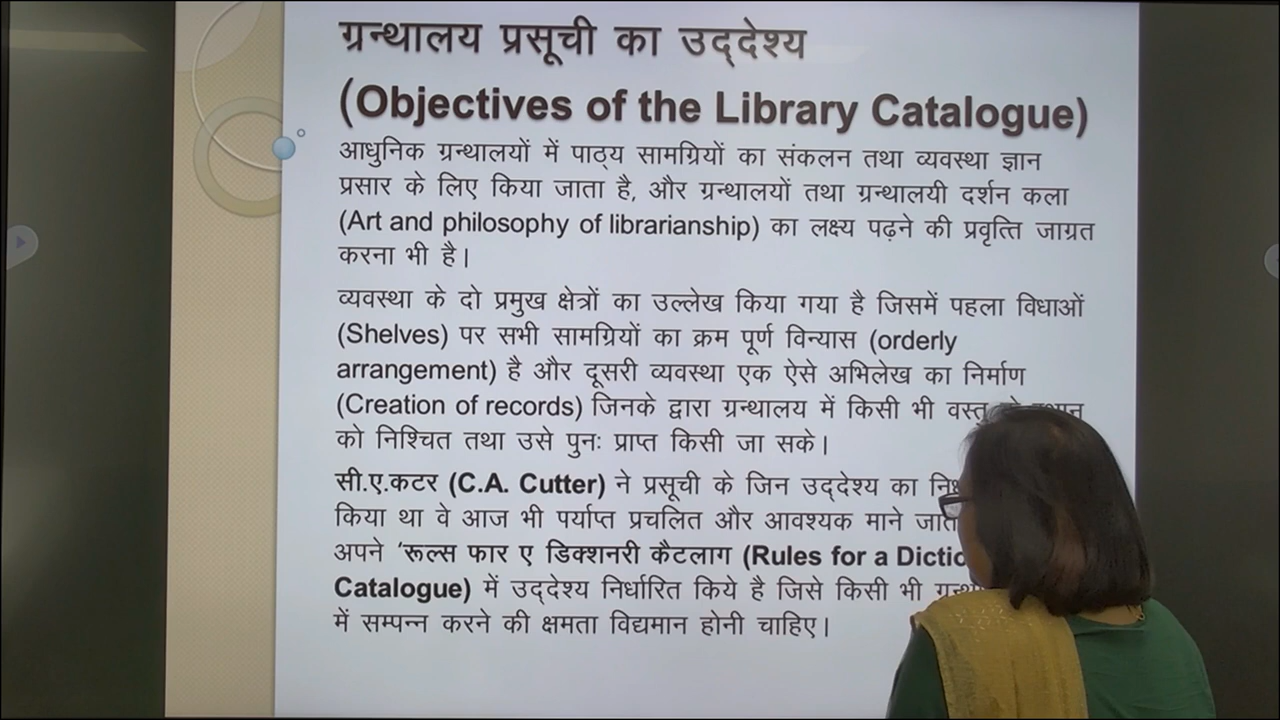 ग्रन्थालय प्रसूची का उद्देश्य
(Objectives of the Library Catalogue)
आधुनिक ग्रन्थालयों में पाठ्य सामग्रियों का संकलन तथा व्यवस्था ज्ञान
प्रसार के लिए किया जाता है, और ग्रन्थालयों तथा ग्रन्थालयी दर्शन कला
(Art and philosophy of librarianship) का लक्ष्य पढ़ने की प्रवृत्ति जाग्रत
करना भी है।
व्यवस्था के दो प्रमुख क्षेत्रों का उल्लेख किया गया है जिसमें पहला विधाओं
(Shelves) पर सभी सामग्रियों का क्रम पूर्ण विन्यास (orderly
arrangement) है और दूसरी व्यवस्था एक ऐसे अभिलेख का निर्माण
(Creation of records) जिनके द्वारा ग्रन्थालय में किसी भी वस्तु
को निश्चित तथा उसे पुनः प्राप्त किसी जा सके।
सी.ए.कटर (C.A. Cutter) ने प्रसूची के जिन उद्देश्य का
किया था वे आज भी पर्याप्त प्रचलित और आवश्यक माने
अपने 'रूल्स फार ए डिक्शनरी कैटलाग (Rules for a
Catalogue) में उद्देश्य निर्धारित किये है जिसे किसी भी
में सम्पन्न करने की क्षमता विद्यमान होनी चाहिए।